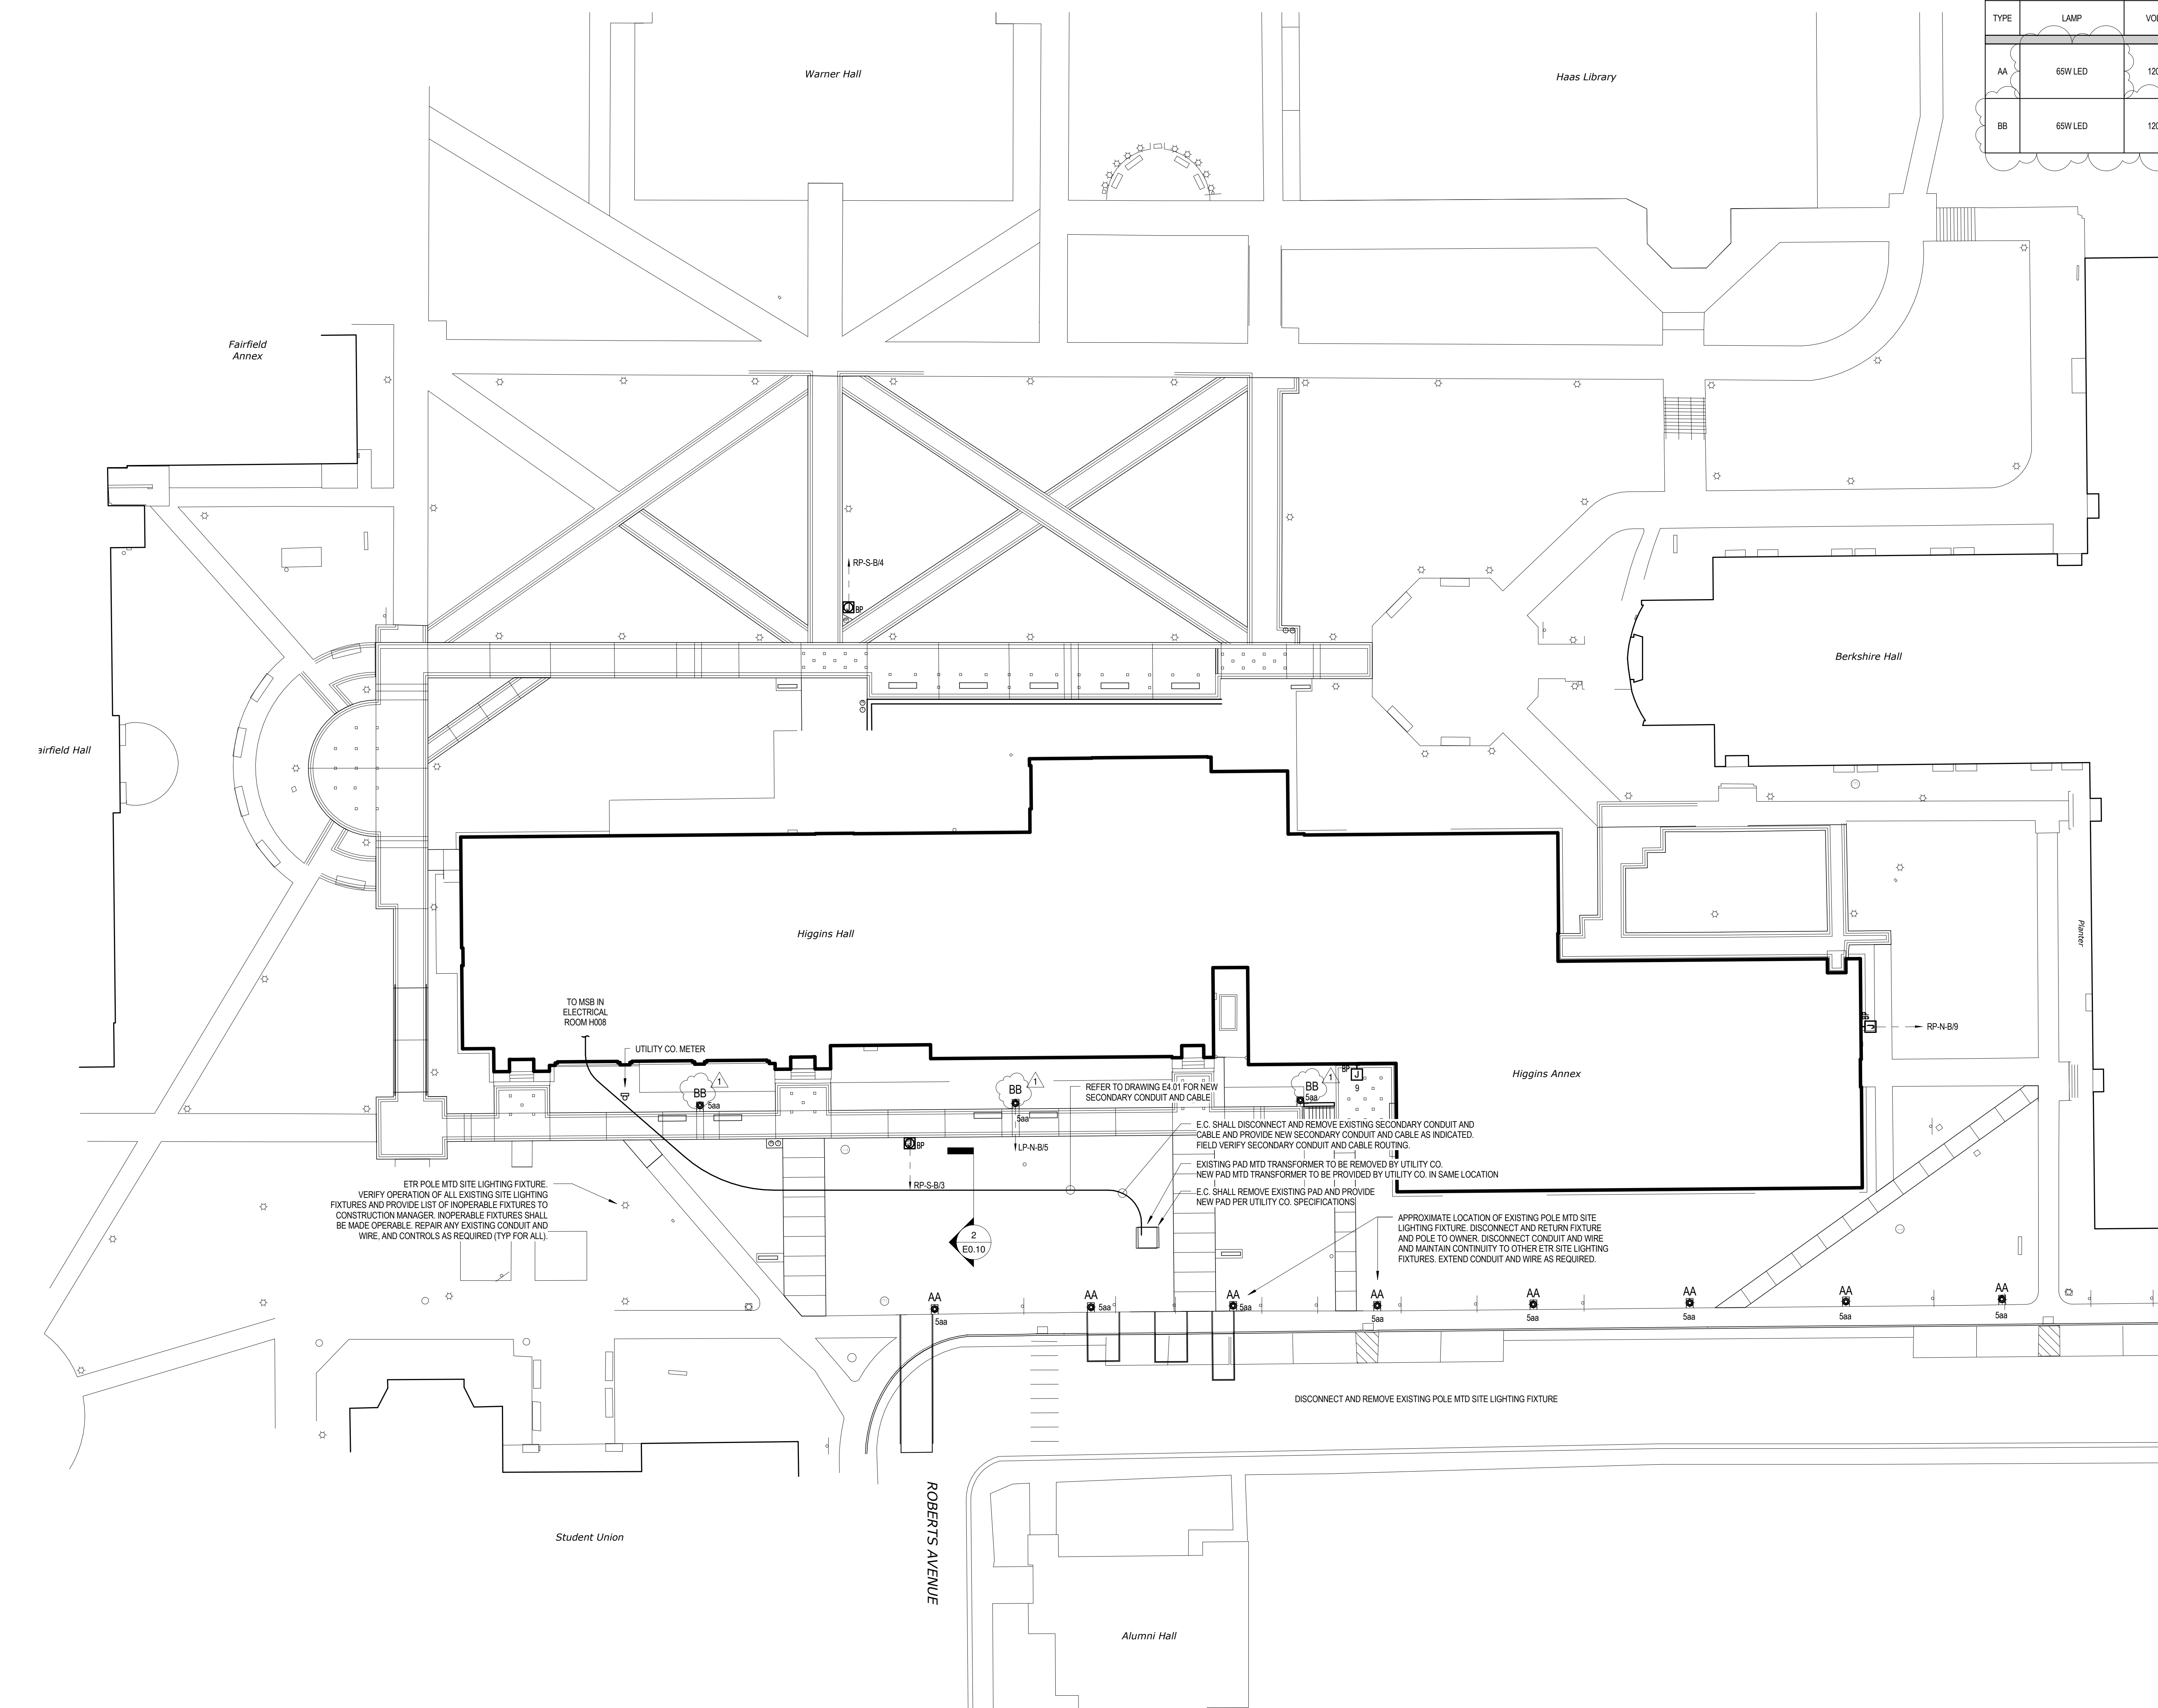 TYPE
LAMP
AA
65W LED
120
BB
65W LED
120
Warner Hall
Haas Library
Fairfield
Annex
RP-S-B/4
J
BP
Berkshire Hall
airfield Hall
Higgins Hall
Planter
TO MSB IN
ELECTRICAL
ROOM H008
UTILITY CO. METER
BB
1
5aa
BB
1
5aa
BB
1
5aa
BP
J
9
BP
J
RP-N-B/9
Higgins Annex
REFER TO DRAWING E4.01 FOR NEW
SECONDARY CONDUIT AND CABLE
E.C. SHALL DISCONNECT AND REMOVE EXISTING SECONDARY CONDUIT AND
CABLE AND PROVIDE NEW SECONDARY CONDUIT AND CABLE AS INDICATED.
FIELD VERIFY SECONDARY CONDUIT AND CABLE ROUTING.
J
BP
LP-N-B/5
RP-S-B/3
EXISTING PAD MTD TRANSFORMER TO BE REMOVED BY UTILITY CO.
NEW PAD MTD TRANSFORMER TO BE PROVIDED BY UTILITY CO. IN SAME LOCATION
E.C. SHALL REMOVE EXISTING PAD AND PROVIDE
NEW PAD PER UTILITY CO. SPECIFICATIONS
ETR POLE MTD SITE LIGHTING FIXTURE.
VERIFY OPERATION OF ALL EXISTING SITE LIGHTING
FIXTURES AND PROVIDE LIST OF INOPERABLE FIXTURES TO
CONSTRUCTION MANAGER. INOPERABLE FIXTURES SHALL
BE MADE OPERABLE. REPAIR ANY EXISTING CONDUIT AND
WIRE, AND CONTROLS AS REQUIRED (TYP FOR ALL).
2
E0.10
APPROXIMATE LOCATION OF EXISTING POLE MTD SITE
LIGHTING FIXTURE. DISCONNECT AND RETURN FIXTURE
AND POLE TO OWNER. DISCONNECT CONDUIT AND WIRE
AND MAINTAIN CONTINUITY TO OTHER ETR SITE LIGHTING
FIXTURES. EXTEND CONDUIT AND WIRE AS REQUIRED.
AA
5aa
AA
5aa
AA
5aa
AA
5aa
AA
5aa
AA
5aa
AA
5aa
AA
5aa
DISCONNECT AND REMOVE EXISTING POLE MTD SITE LIGHTING FIXTURE
ROBERTS AVENUE
Student Union
Alumni Hall